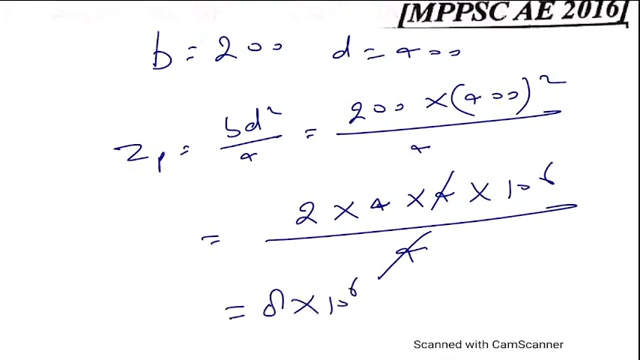 [MPPSC AE 2016]
b = 200 d = 400
Zp = bd²/4 = 200 × (400)²/4
= 2 × 4 × 4 × 10⁶/4
= 8 × 10⁶
Scanned with CamScanner